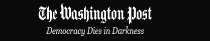 The Washington Post
Democracy Dies in Darkness